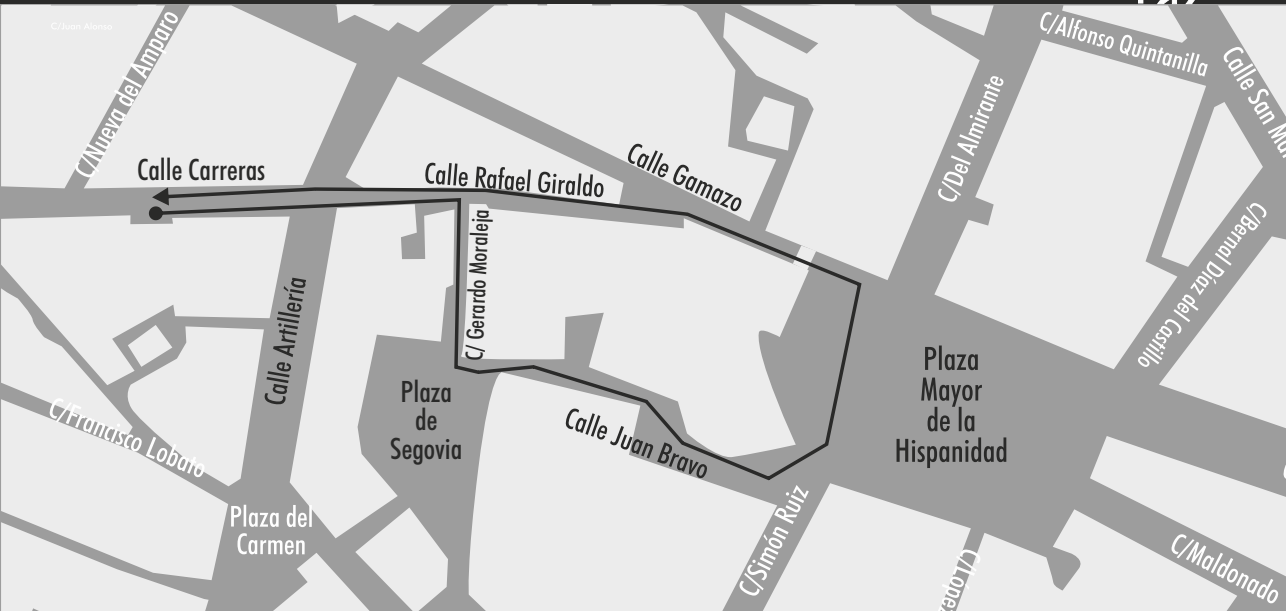 C/Juan Alonso
C/Nueva del Amparo
C/Alfonso Quintanilla
Calle San
C/Del Almirante
Calle Carreras
Calle Rafael Giraldo
Calle Gamazo
C/Bernal Díaz del Castillo
C/ Gerardo Moraleja
Calle Artillería
Plaza
Mayor
de la
Hispanidad
Plaza
de
Segovia
C/Francisco Lobato
Calle Juan Bravo
Plaza del
Carmen
C/Simón Ruiz
C/López
C/Maldonado